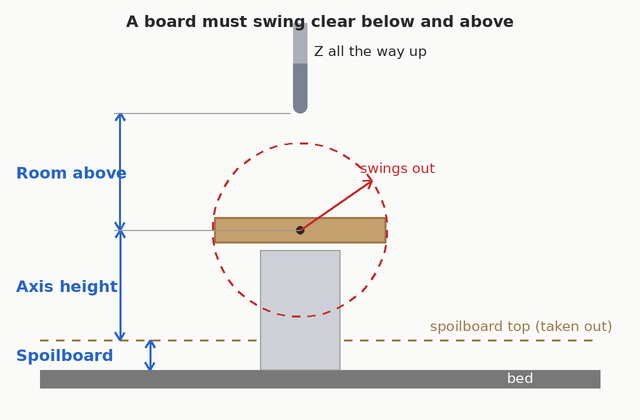 A board must swing clear below and above
Z all the way up
Room above
swings out
Axis height
spoilboard top (taken out)
Spoilboard
bed